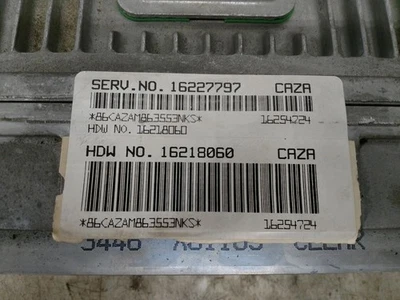 SERV.NO. 16227797 CAZA
*86CAZAM863553NKS* 16254724
HDW NO. 16218060
HDW NO. 16218060 CAZA
*86CAZAM863553NKS* 16254724